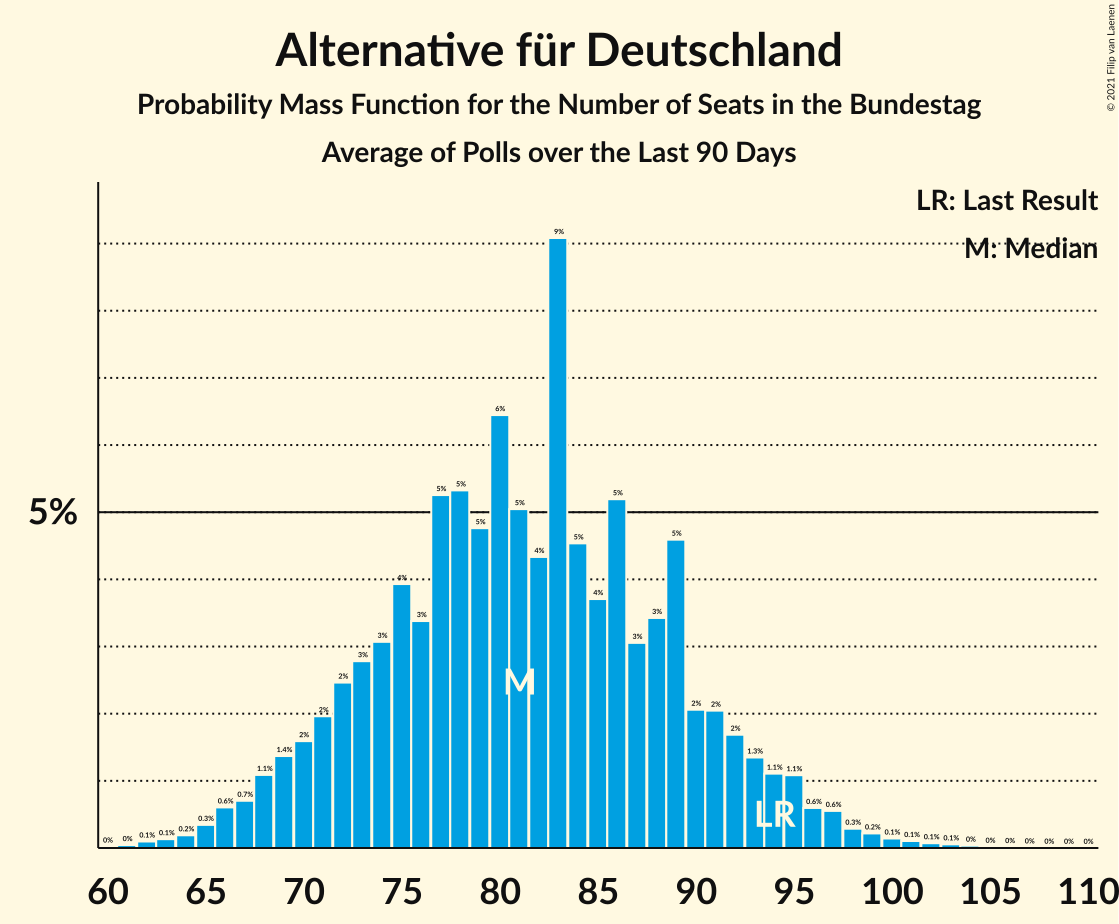 Alternative für Deutschland
Probability Mass Function for the Number of Seats in the Bundestag
Average of Polls over the Last 90 Days
© 2021 Filip van Laenen
LR: Last Result
M: Median
5%
0% 0% 0.1% 0.1% 0.2% 0.3% 0.6% 0.7% 1.1% 1.4% 2% 2% 2% 3% 3% 4% 3% 5% 5% 5% 6% 5% 4% 9% 5% 4% 5% 3% 3% 5% 2% 2% 2% 1.3% 1.1% 1.1% 0.6% 0.6% 0.3% 0.2% 0.1% 0.1% 0.1% 0.1% 0% 0% 0% 0% 0% 0% 0%
M
LR
60 65 70 75 80 85 90 95 100 105 110